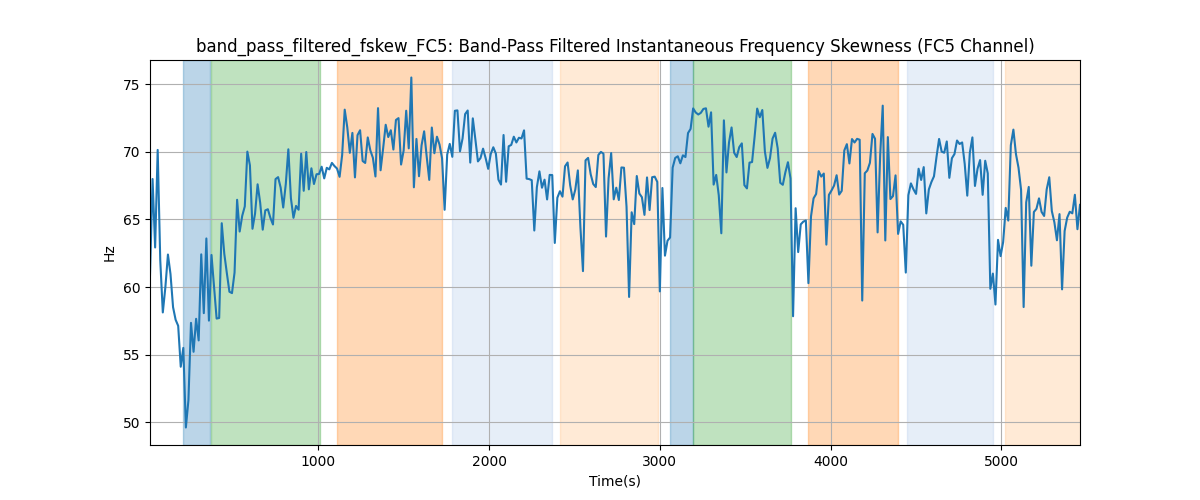 band_pass_filtered_fskew_FC5: Band-Pass Filtered Instantaneous Frequency Skewness (FC5 Channel)
75
70
65
60
55
50
Hz
1000 2000 3000 4000 5000
Time(s)